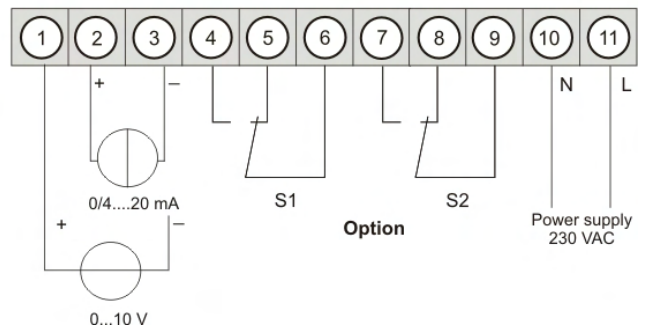 1 2 3 4 5 6 7 8 9 10 11
+ – N L
0/4....20 mA S1 S2
+ – Option Power supply
230 VAC
0...10 V